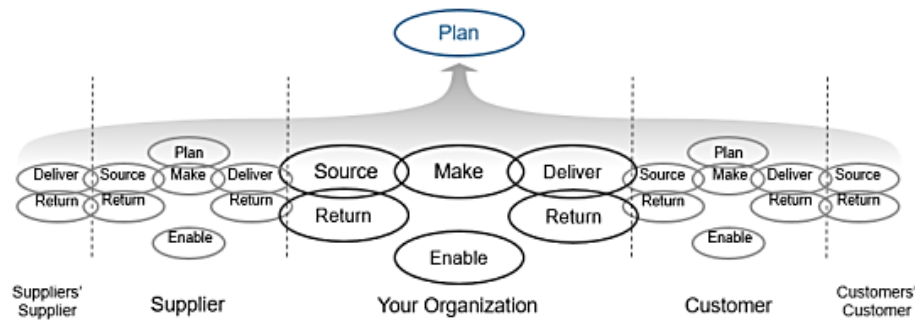 Plan
Plan
Plan
Deliver Source Make Deliver Source Make Deliver Source Make Deliver Source
Return Return Return Return Return Return Return Return
Enable
Enable Enable
Suppliers' Supplier
Supplier
Your Organization
Customer
Customers' Customer